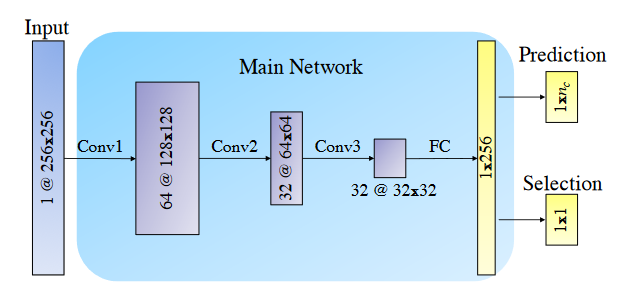 Input
Main Network
Prediction
1 @ 256x256
Conv1
64 @ 128x128
Conv2
32 @ 64x64
Conv3
32 @ 32x32
FC
1x256
1xn_c
Selection
1x1